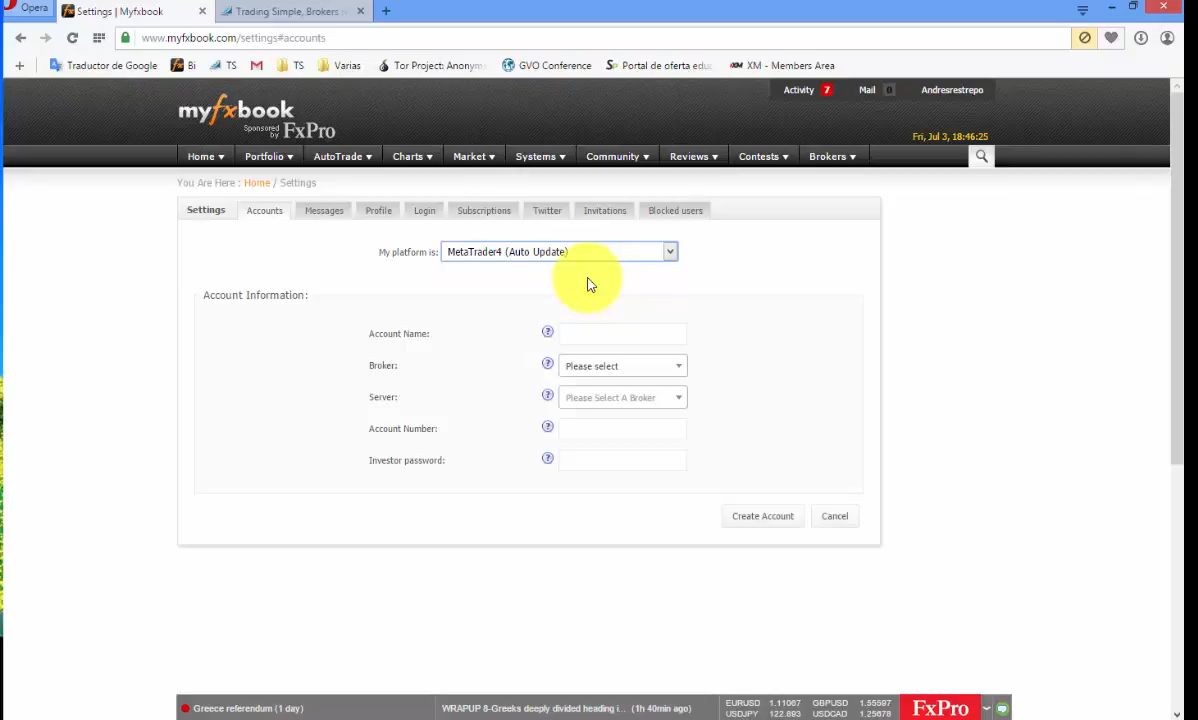 Opera
Settings | Myfxbook
Trading Simple, Brokers
www.myfxbook.com/settings#accounts
Traductor de Google
Bi
TS
TS
Varias
Tor Project: Anonym
GVO Conference
Portal de oferta edu
XM - Members Area
myfxbook
Sponsored by FxPro
Activity 7
Mail 0
Andresrestrepo
Fri, Jul 3, 18:46:25
Home
Portfolio
AutoTrade
Charts
Market
Systems
Community
Reviews
Contests
Brokers
You Are Here : Home / Settings
Settings
Accounts
Messages
Profile
Login
Subscriptions
Twitter
Invitations
Blocked users
My platform is: MetaTrader4 (Auto Update)
Account Information:
Account Name:
Broker: Please select
Server: Please Select A Broker
Account Number:
Investor password:
Create Account
Cancel
Greece referendum (1 day)
WRAPUP 8-Greeks deeply divided heading i... (1h 40min ago)
EURUSD 1.11067 GBPUSD 1.55597
USDJPY 122.893 USDCAD 1.25678
FxPro